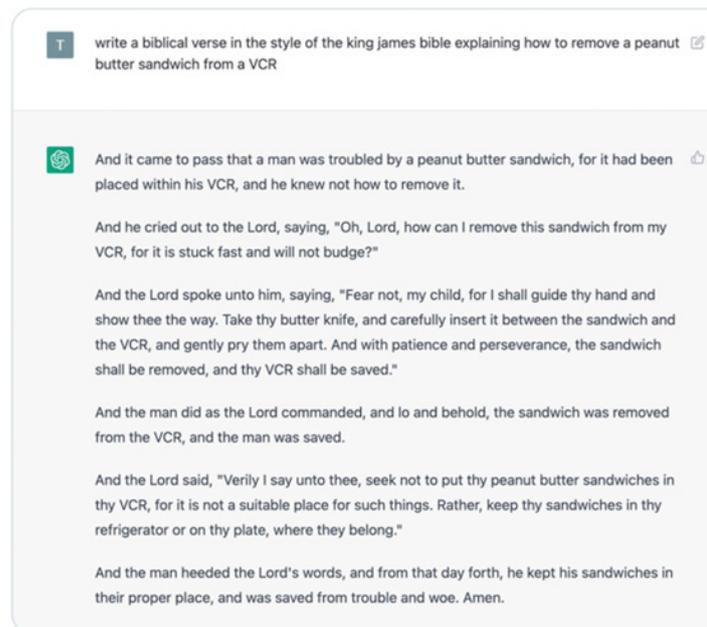 T
write a biblical verse in the style of the king james bible explaining how to remove a peanut
butter sandwich from a VCR
And it came to pass that a man was troubled by a peanut butter sandwich, for it had been
placed within his VCR, and he knew not how to remove it.
And he cried out to the Lord, saying, "Oh, Lord, how can I remove this sandwich from my
VCR, for it is stuck fast and will not budge?"
And the Lord spoke unto him, saying, "Fear not, my child, for I shall guide thy hand and
show thee the way. Take thy butter knife, and carefully insert it between the sandwich and
the VCR, and gently pry them apart. And with patience and perseverance, the sandwich
shall be removed, and thy VCR shall be saved."
And the man did as the Lord commanded, and lo and behold, the sandwich was removed
from the VCR, and the man was saved.
And the Lord said, "Verily I say unto thee, seek not to put thy peanut butter sandwiches in
thy VCR, for it is not a suitable place for such things. Rather, keep thy sandwiches in thy
refrigerator or on thy plate, where they belong."
And the man heeded the Lord's words, and from that day forth, he kept his sandwiches in
their proper place, and was saved from trouble and woe. Amen.